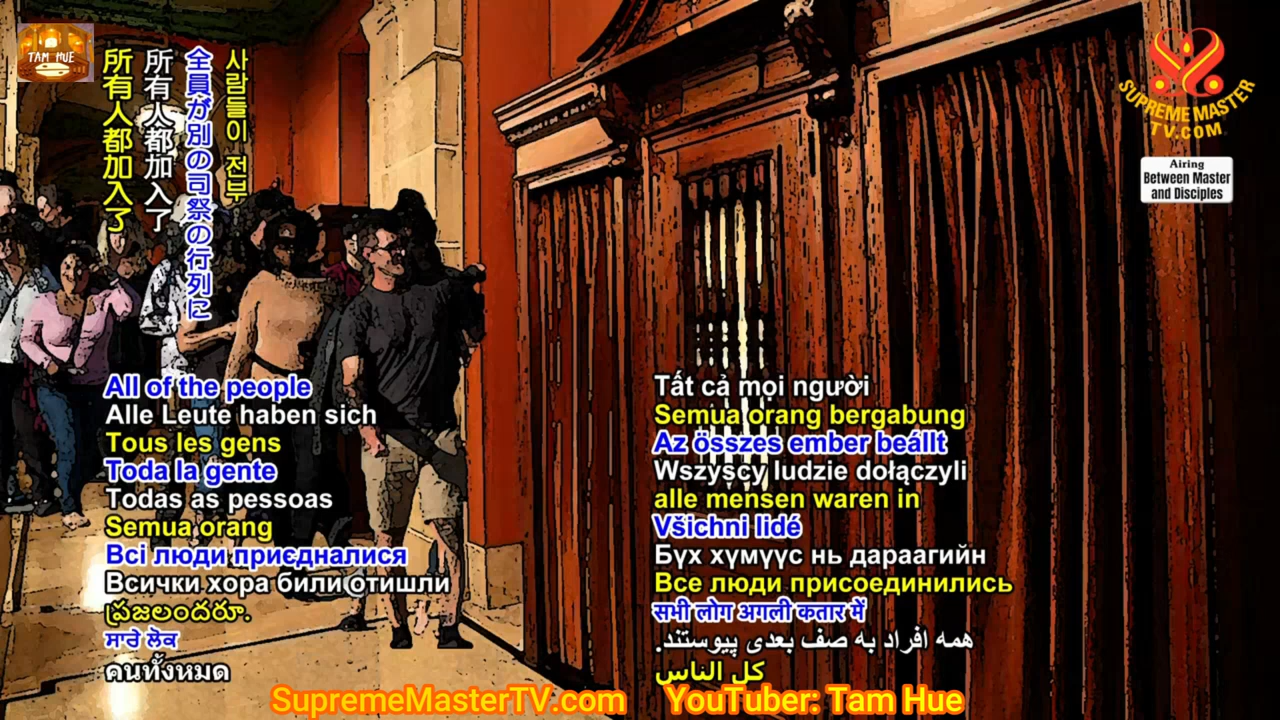 TAM HUE
所有人都加入了
所有人都加入了
全員が別の司祭の行列に
사람들이 전부
SUPREME MASTER
TV.COM
Airing
Between Master
and Disciples
All of the people
Alle Leute haben sich
Tous les gens
Toda la gente
Todas as pessoas
Semua orang
Всі люди приєдналися
Всички хора били отишли
ప్రజలందరూ.
ਸਾਰੇ ਲੋਕ
คนทั้งหมด
Tất cả mọi người
Semua orang bergabung
Az összes ember beállt
Wszyscy ludzie dołączyli
alle mensen waren in
Všichni lidé
Бүх хүмүүс нь дараагийн
Все люди присоединились
सभी लोग अगली कतार में
همه افراد به صف بعدی پیوستند.
كل الناس
SupremeMasterTV.com
YouTuber: Tam Hue